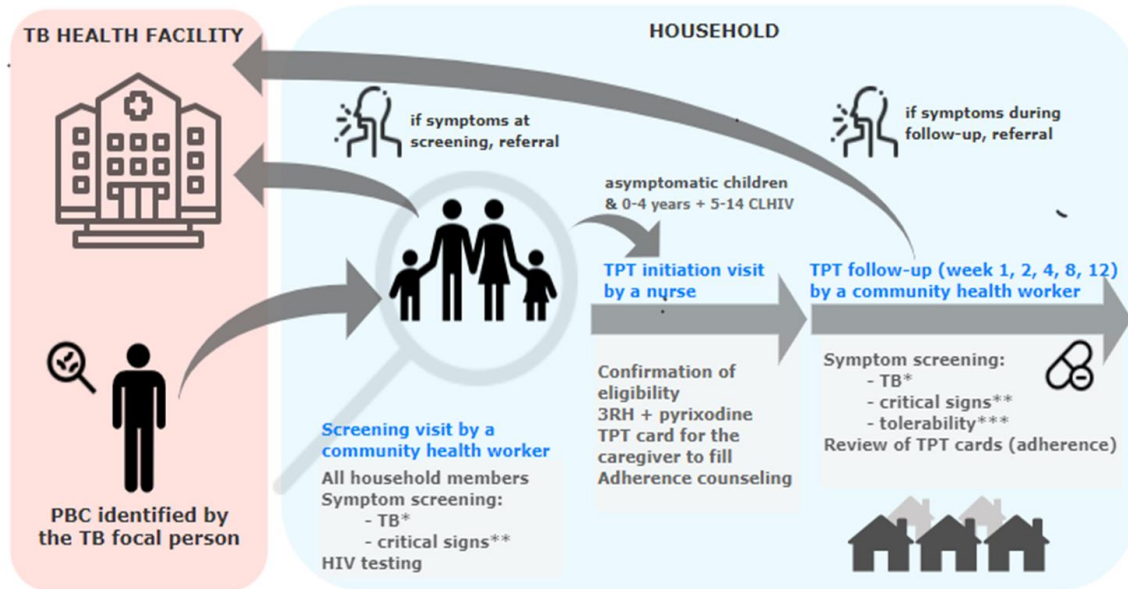 TB HEALTH FACILITY
PBC identified by
the TB focal person
HOUSEHOLD
if symptoms at
screening, referral
Screening visit by a
community health worker
All household members
Symptom screening:
- TB*
- critical signs**
HIV testing
asymptomatic children
& 0-4 years + 5-14 CLHIV
TPT initiation visit
by a nurse
Confirmation of
eligibility
3RH + pyrixodine
TPT card for the
caregiver to fill
Adherence counseling
if symptoms during
follow-up, referral
TPT follow-up (week 1, 2, 4, 8, 12)
by a community health worker
Symptom screening:
- TB*
- critical signs**
- tolerability***
Review of TPT cards (adherence)